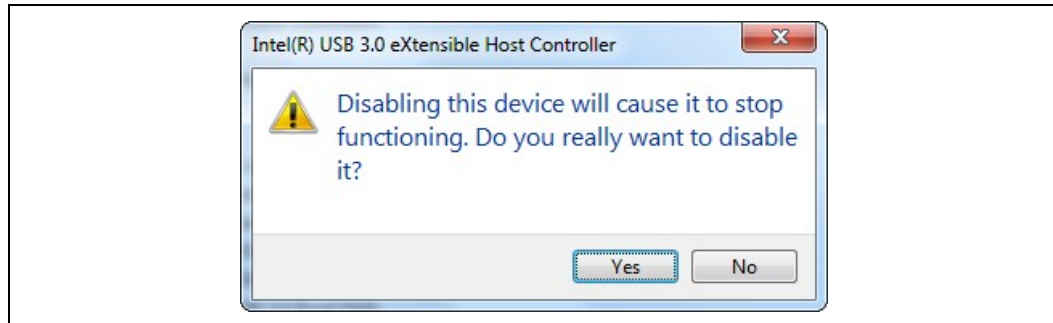 Intel(R) USB 3.0 eXtensible Host Controller
Disabling this device will cause it to stop
functioning. Do you really want to disable
it?
Yes No